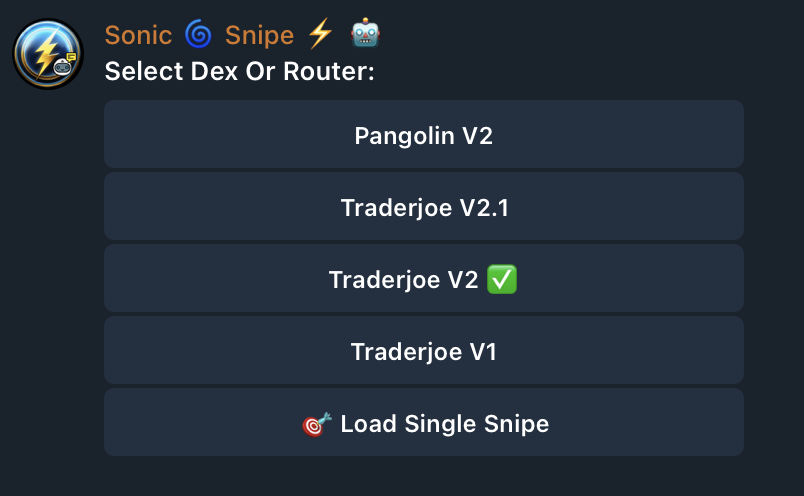 Sonic 🌀 Snipe ⚡ 🤖
Select Dex Or Router:
Pangolin V2
Traderjoe V2.1
Traderjoe V2 ✅
Traderjoe V1
🎯 Load Single Snipe